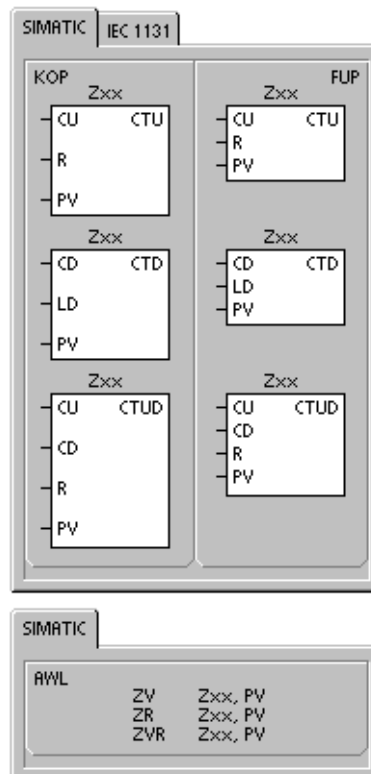 SIMATIC IEC 1131
KOP
Zxx
CU CTU
R
PV
Zxx
CD CTD
LD
PV
Zxx
CU CTUD
CD
R
PV
FUP
Zxx
CU CTU
R
PV
Zxx
CD CTD
LD
PV
Zxx
CU CTUD
CD
R
PV
SIMATIC
AWL
ZV Zxx, PV
ZR Zxx, PV
ZVR Zxx, PV